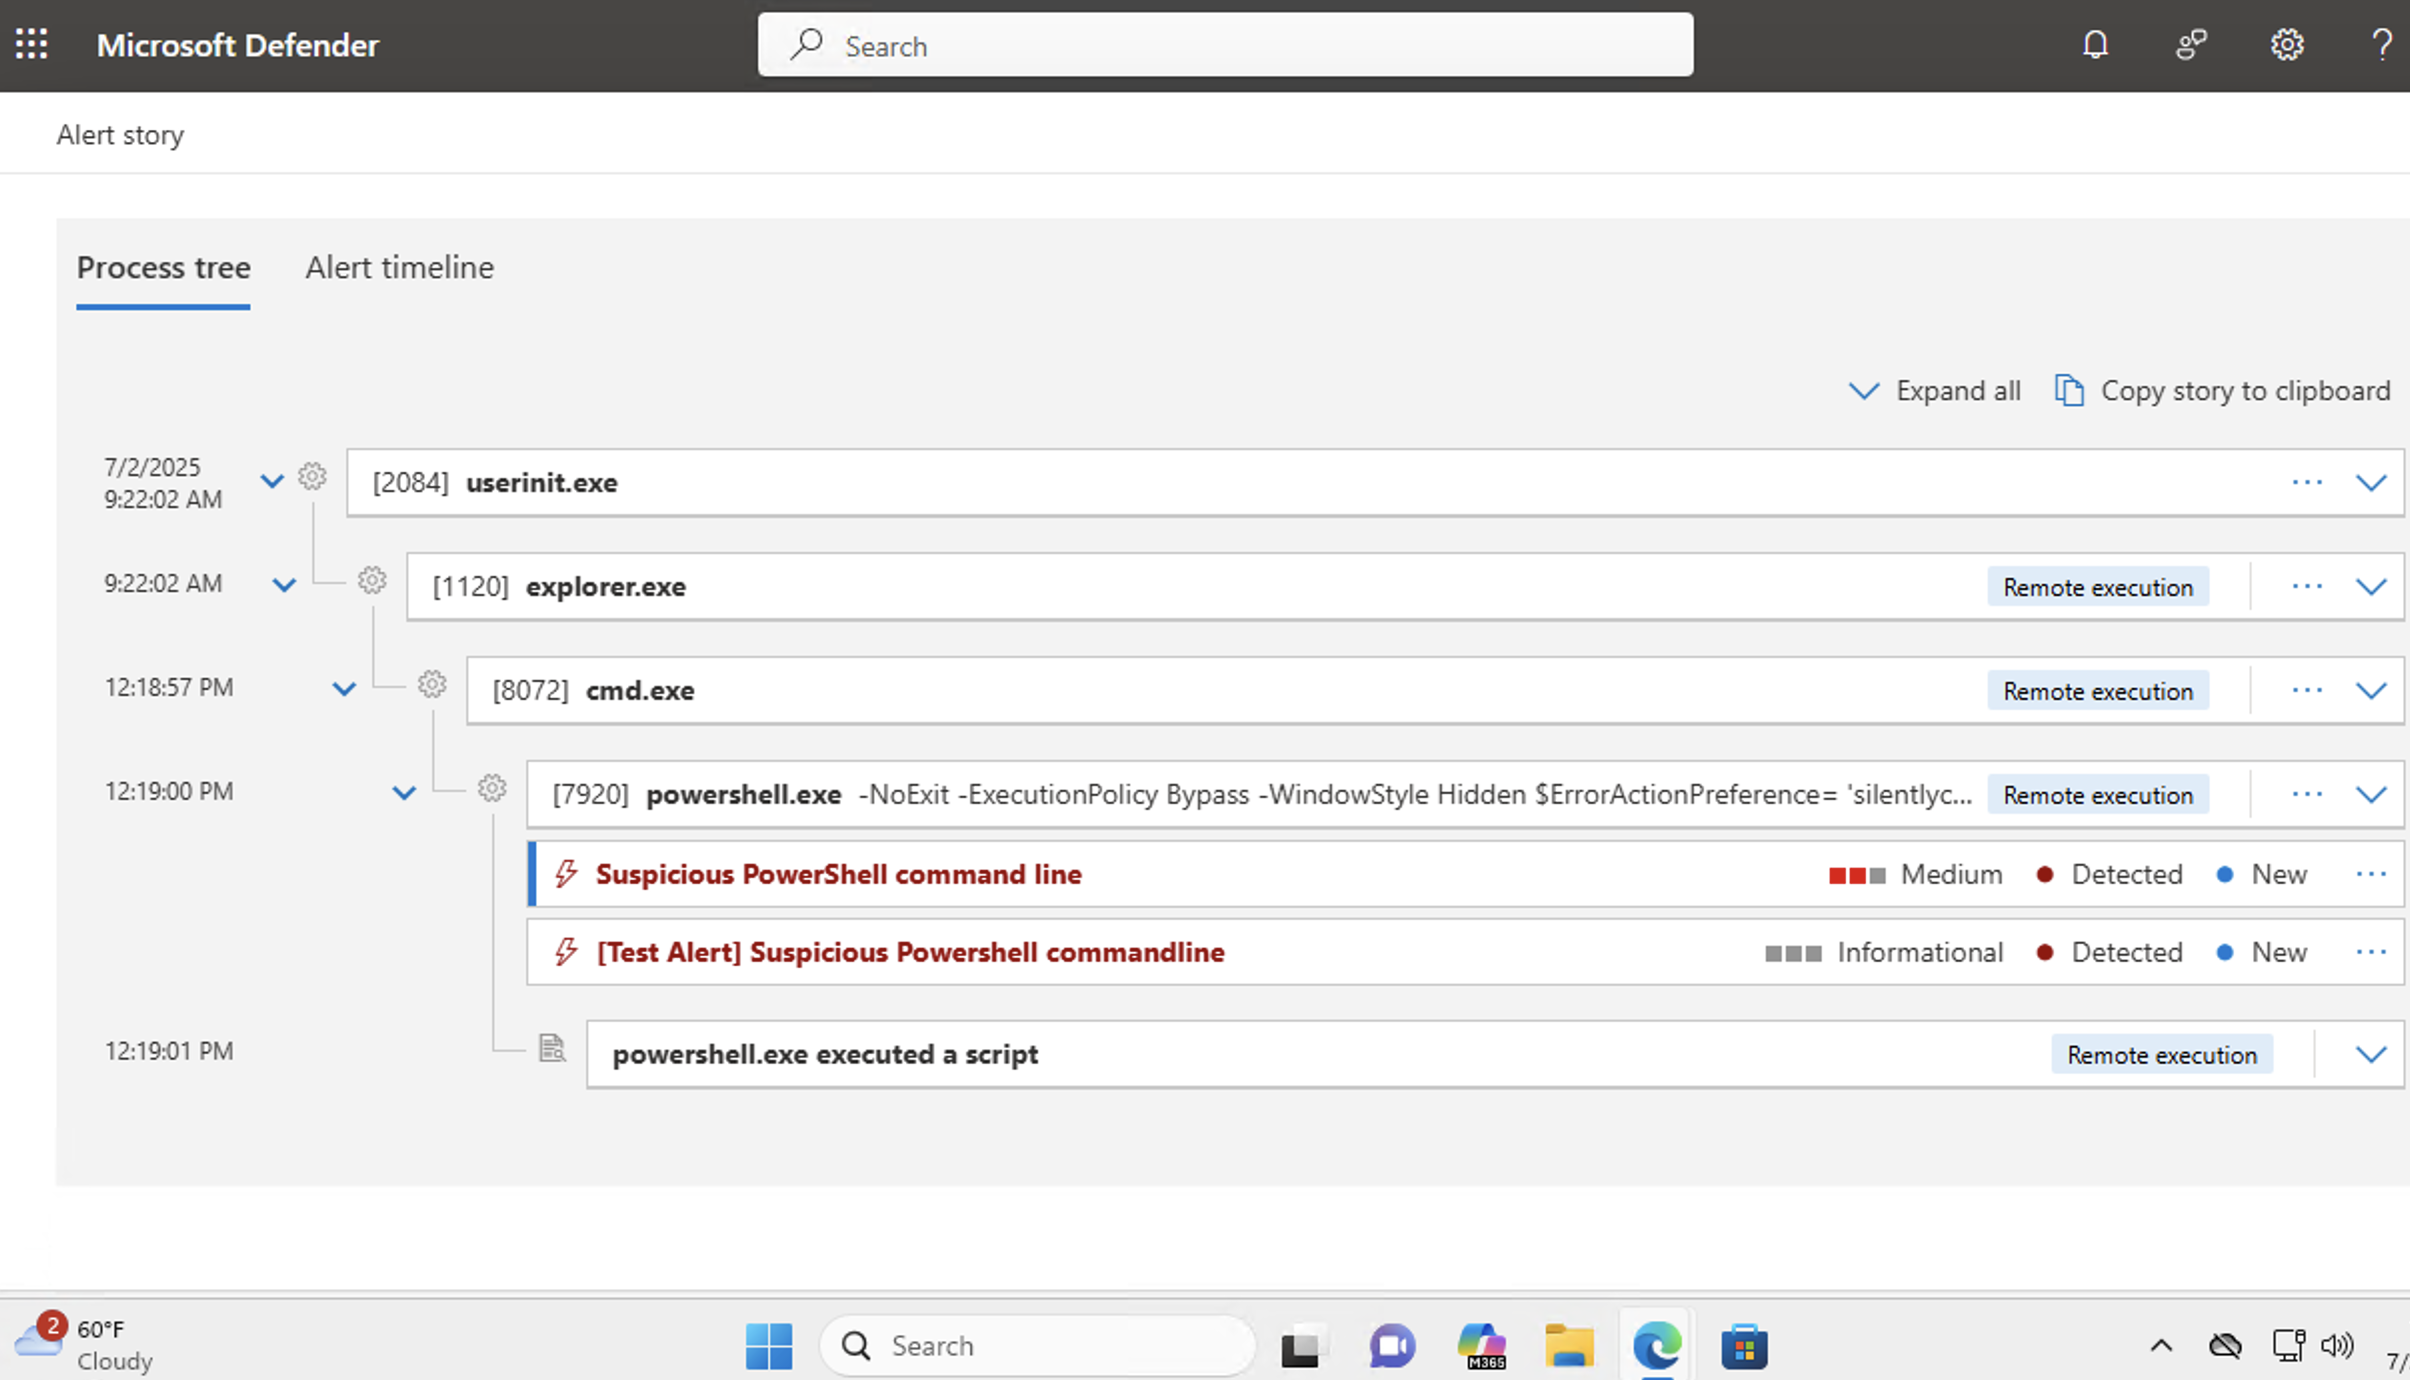 Microsoft Defender
Search
?
Alert story
Process tree
Alert timeline
Expand all
Copy story to clipboard
7/2/2025
9:22:02 AM
[2084] userinit.exe
9:22:02 AM
[1120] explorer.exe
Remote execution
12:18:57 PM
[8072] cmd.exe
Remote execution
12:19:00 PM
[7920] powershell.exe -NoExit -ExecutionPolicy Bypass -WindowStyle Hidden $ErrorActionPreference= 'silentlyc...
Remote execution
Suspicious PowerShell command line
Medium
Detected
New
[Test Alert] Suspicious Powershell commandline
Informational
Detected
New
12:19:01 PM
powershell.exe executed a script
Remote execution
2
60°F
Cloudy
Search
M365
7/